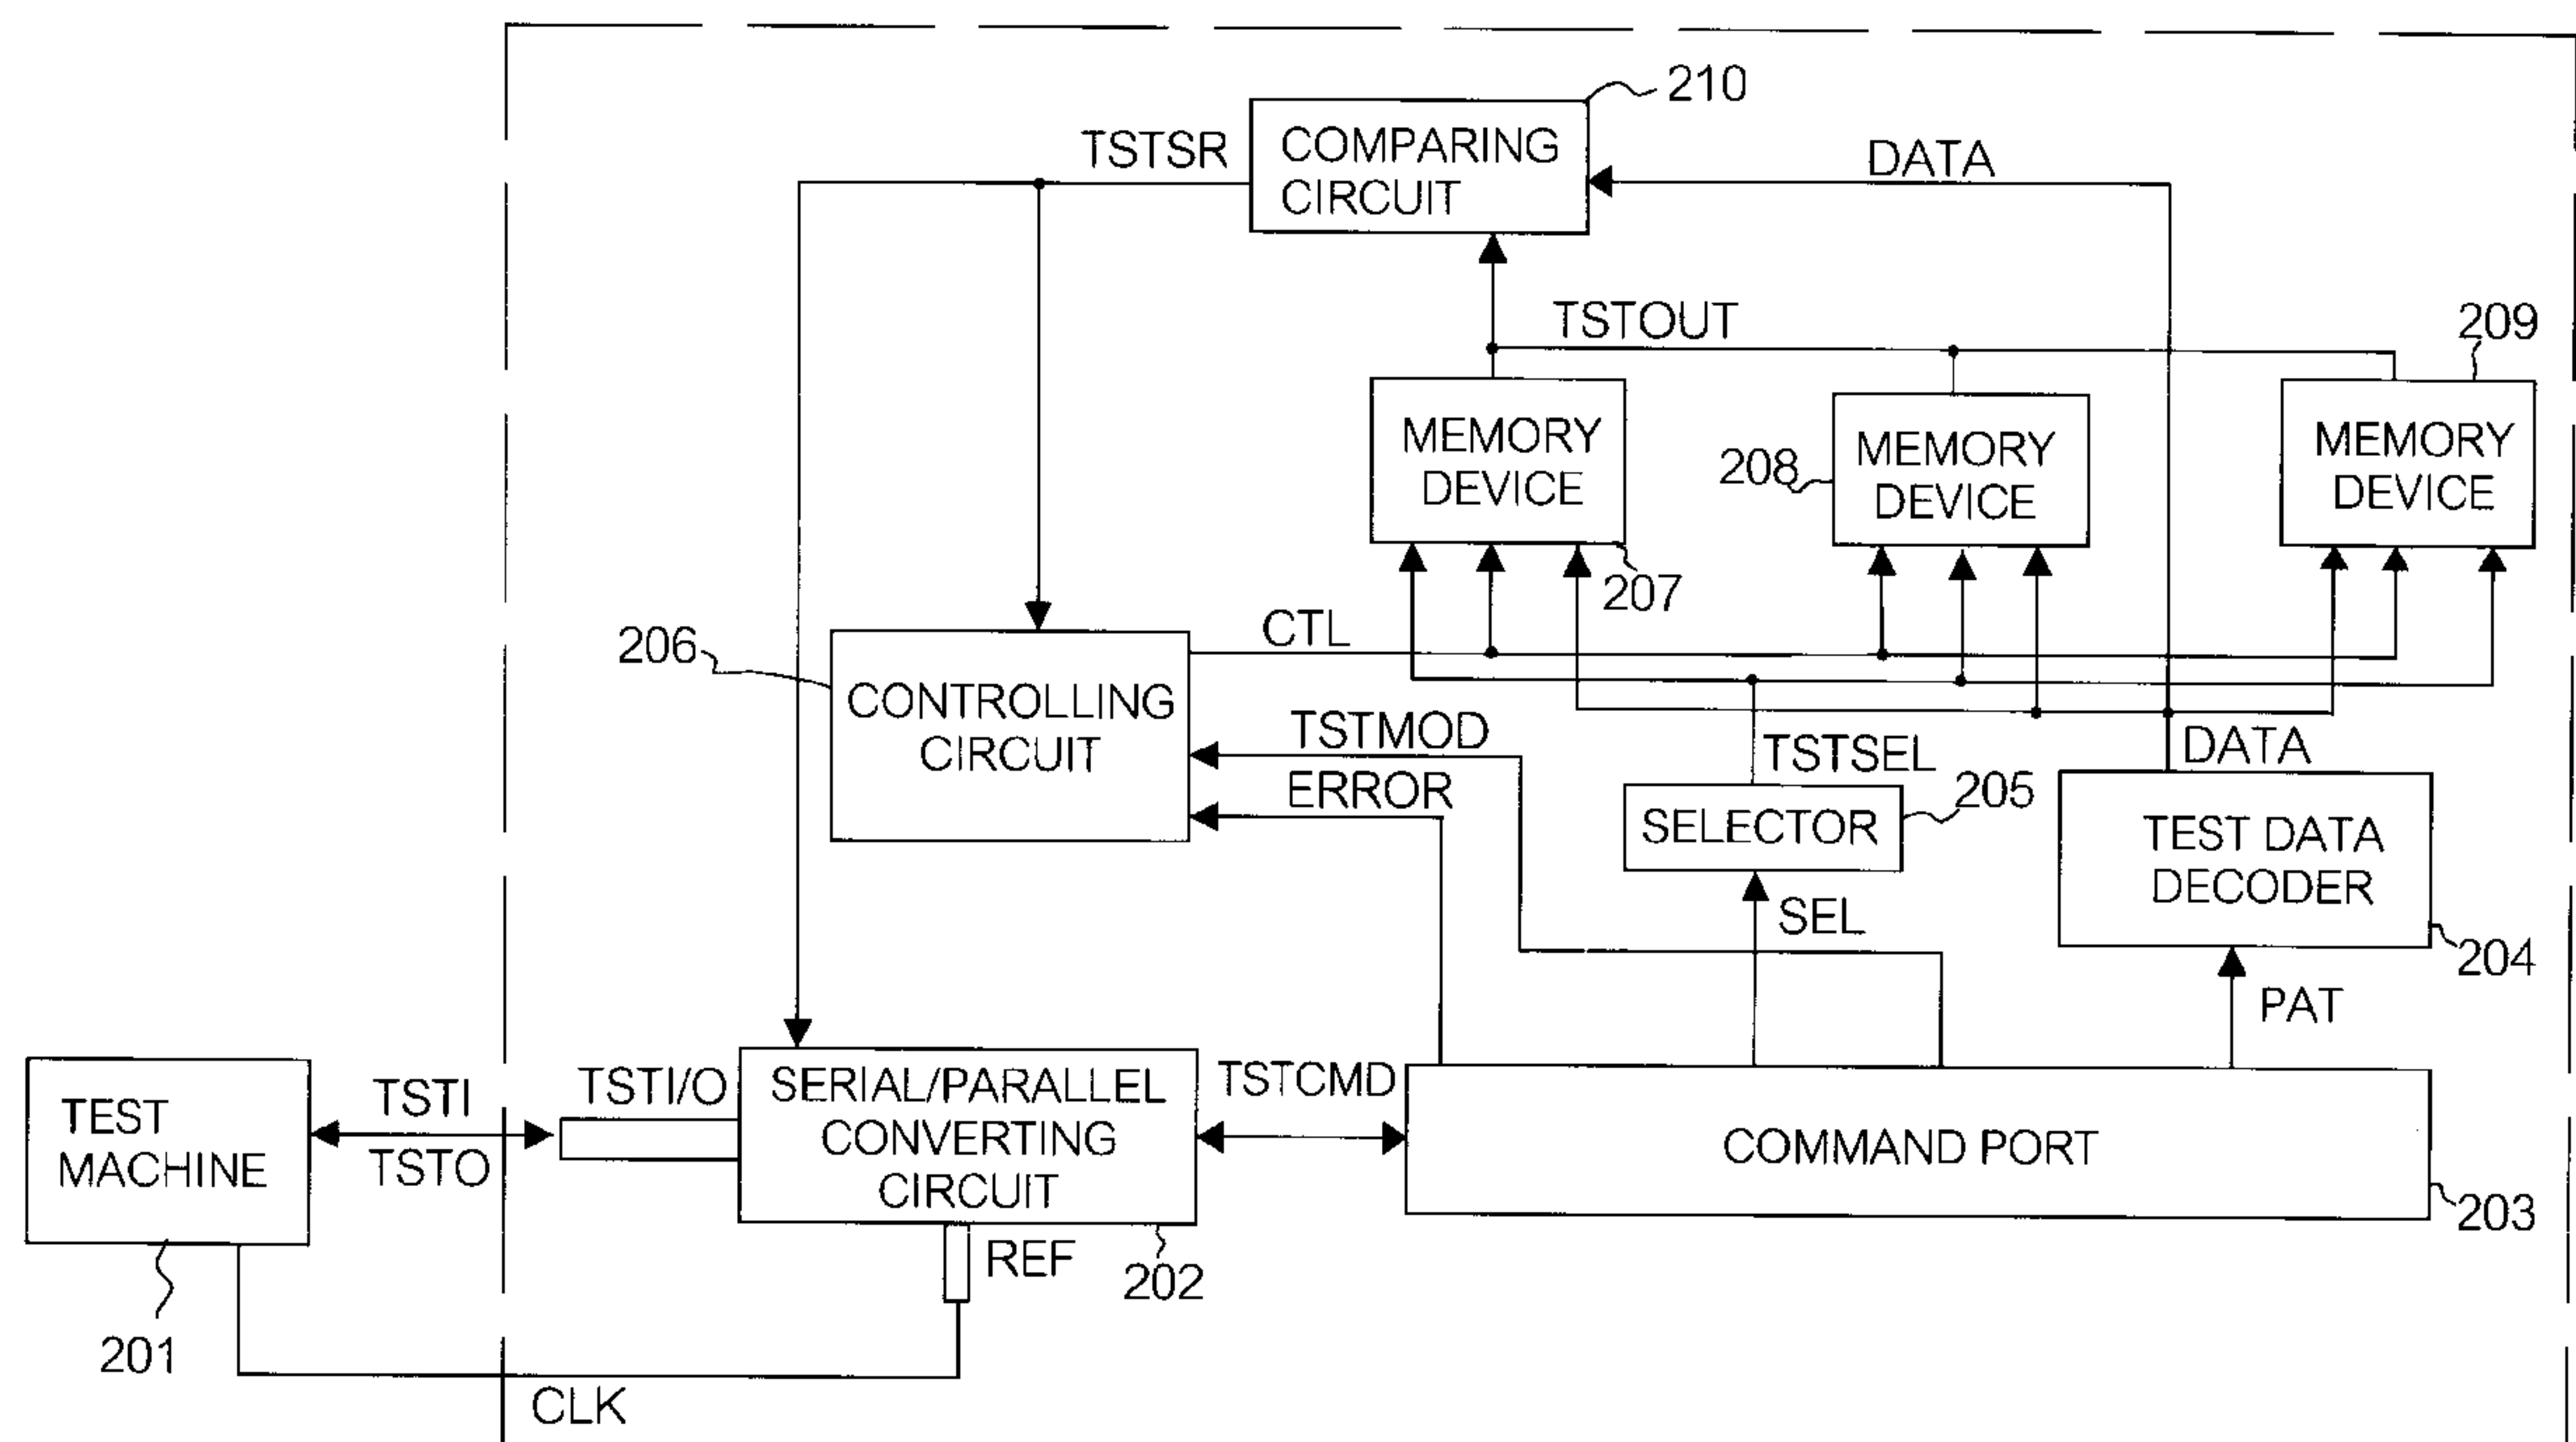 210
TSTSR
COMPARING
CIRCUIT
DATA
TSTOUT
209
MEMORY
DEVICE
208
MEMORY
DEVICE
MEMORY
DEVICE
207
206
CTL
CONTROLLING
CIRCUIT
TSTMOD
ERROR
TSTSEL
DATA
SELECTOR
205
TEST DATA
DECODER
204
SEL
PAT
TEST
MACHINE
TSTI
TSTO
TSTI/O
SERIAL/PARALLEL
CONVERTING
CIRCUIT
TSTCMD
COMMAND PORT
203
REF
202
201
CLK